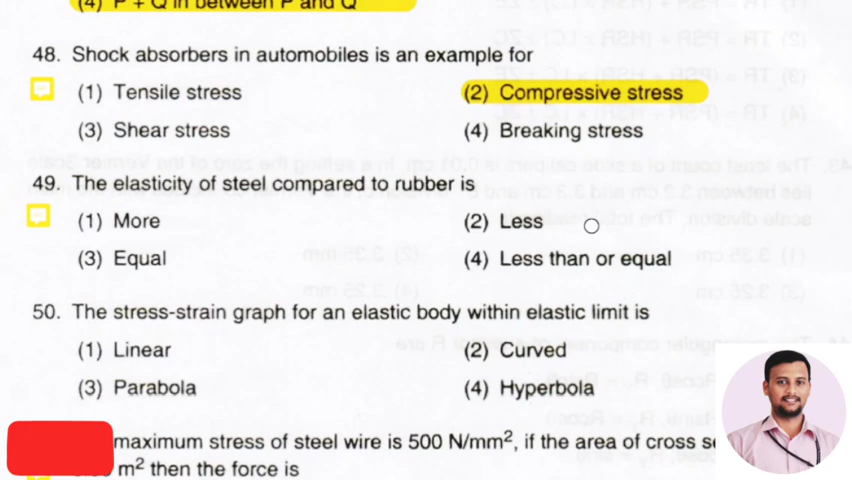 (4) P + Q in between P and Q
48. Shock absorbers in automobiles is an example for
(1) Tensile stress (2) Compressive stress
(3) Shear stress (4) Breaking stress
49. The elasticity of steel compared to rubber is
(1) More (2) Less
(3) Equal (4) Less than or equal
50. The stress-strain graph for an elastic body within elastic limit is
(1) Linear (2) Curved
(3) Parabola (4) Hyperbola
maximum stress of steel wire is 500 N/mm², if the area of cross
m² then the force is